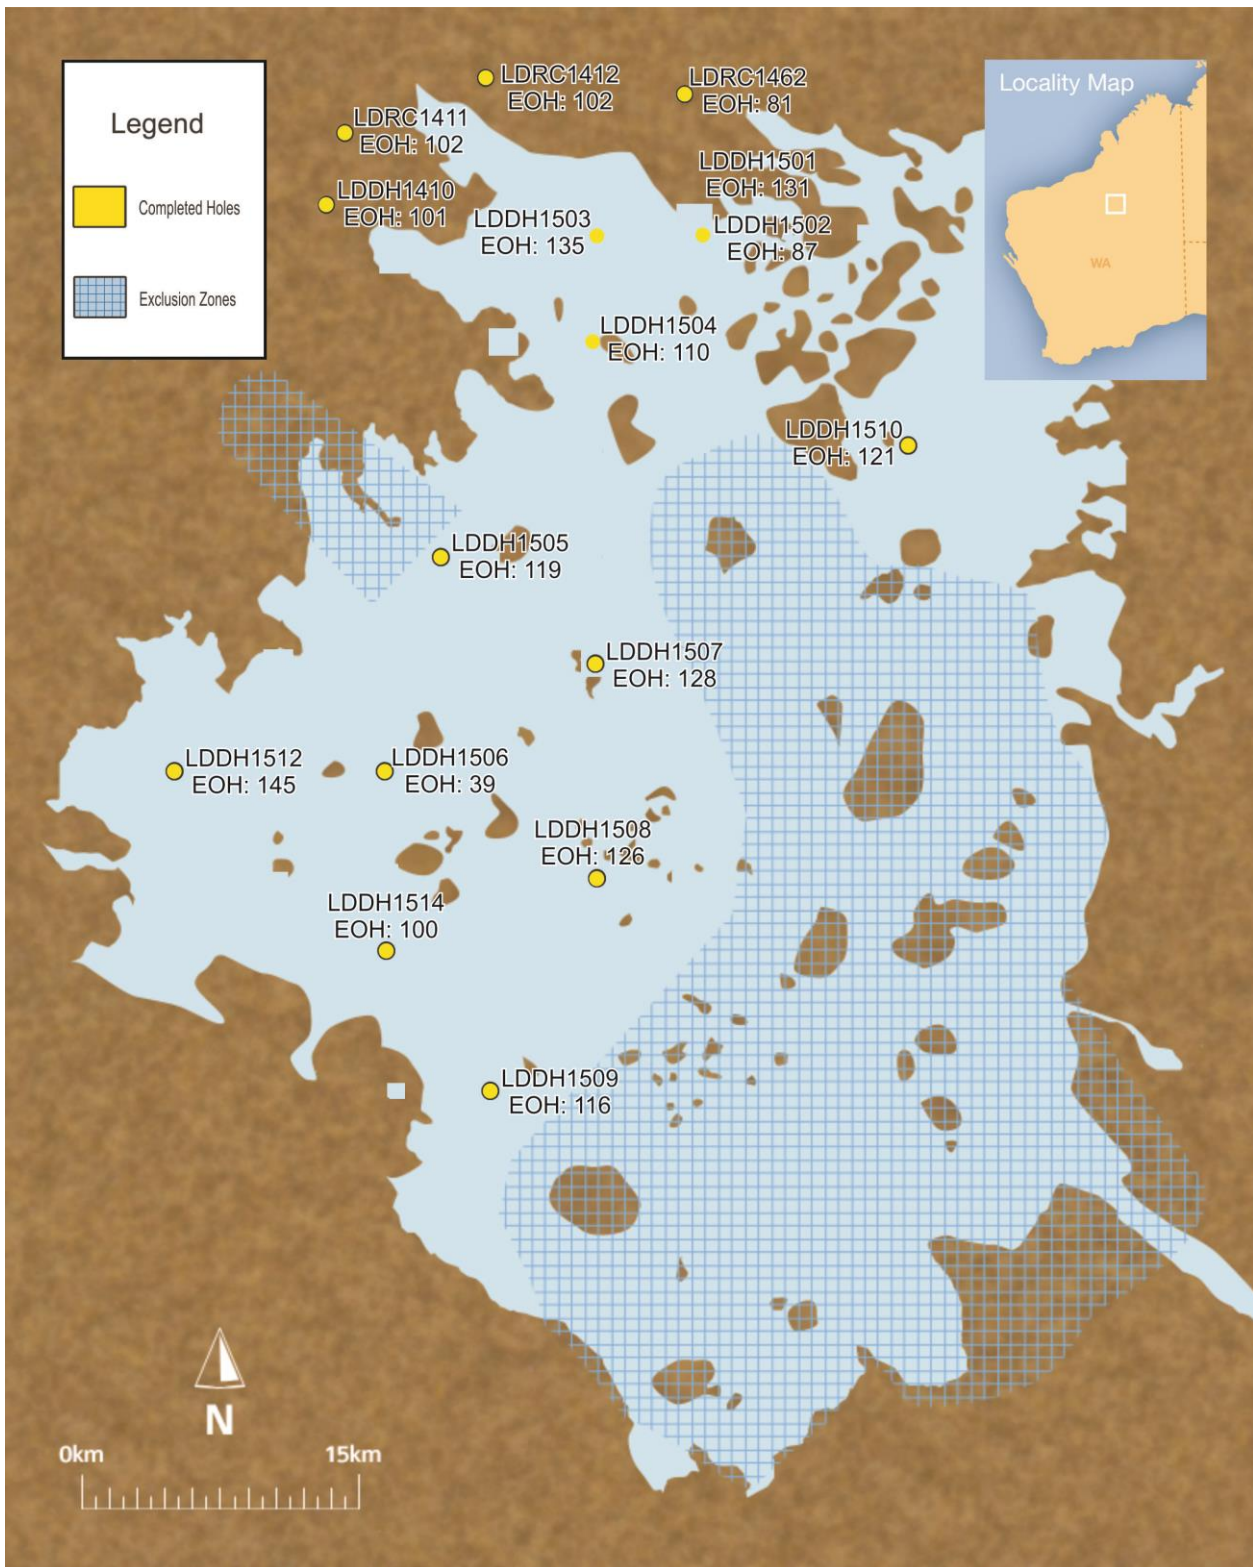 Legend
Completed Holes
Exclusion Zones
LDRC1412
EOH: 102
LDRC1462
EOH: 81
Locality Map
WA
LDRC1411
EOH: 102
LDDH1410
EOH: 101
LDDH1501
EOH: 131
LDDH1503
EOH: 135
LDDH1502
EOH: 87
LDDH1504
EOH: 110
LDDH1510
EOH: 121
LDDH1505
EOH: 119
LDDH1507
EOH: 128
LDDH1512
EOH: 145
LDDH1506
EOH: 39
LDDH1508
EOH: 126
LDDH1514
EOH: 100
LDDH1509
EOH: 116
N
0km 15km